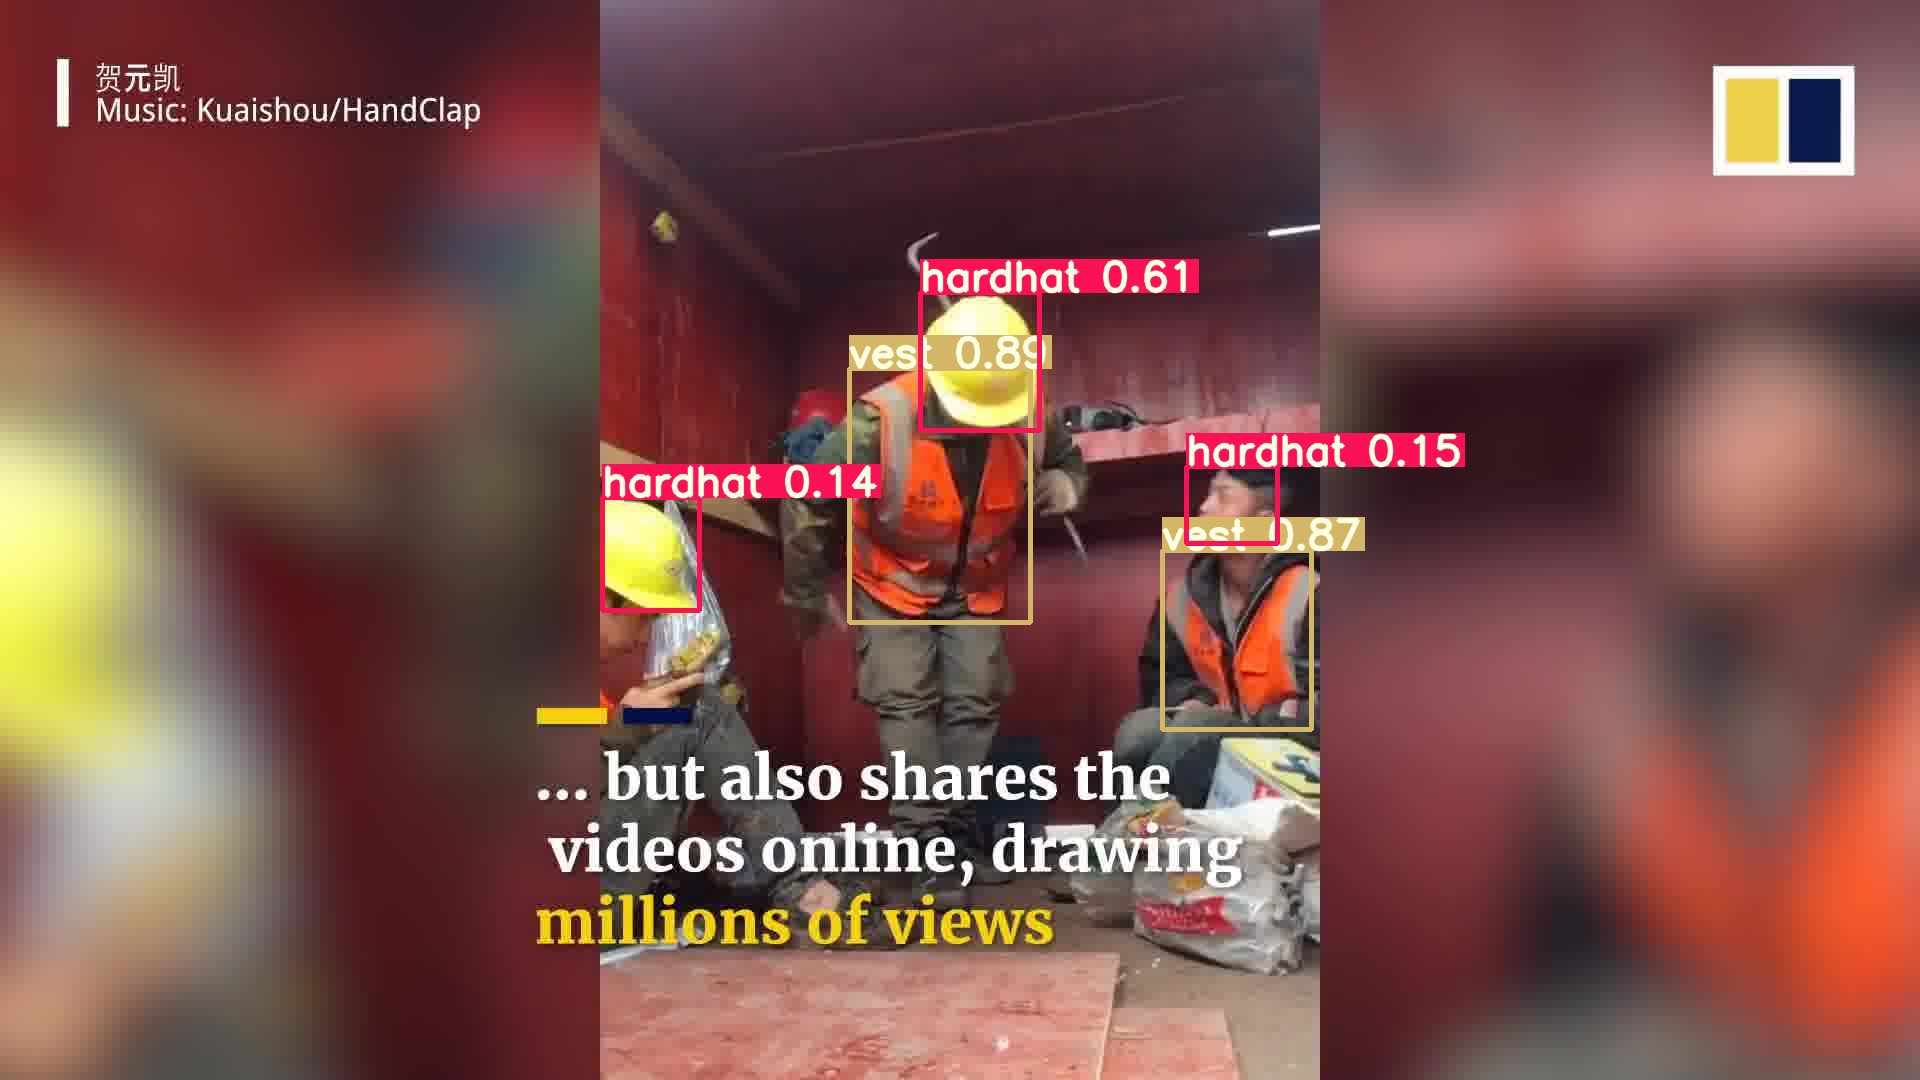 贺元凯
Music: Kuaishou/HandClap
hardhat 0.61
vest 0.89
hardhat 0.15
hardhat 0.14
vest 0.87
... but also shares the
videos online, drawing
millions of views